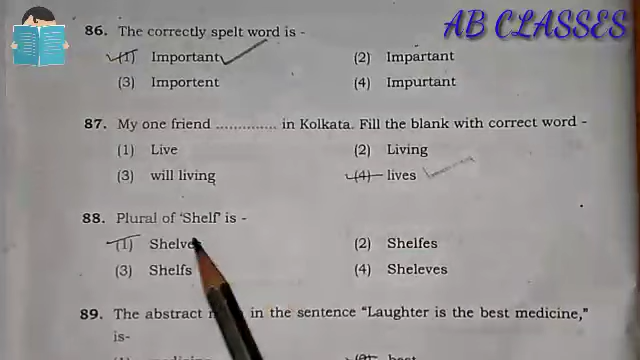 AB CLASSES
86. The correctly spelt word is -
(1) Important (2) Impartant
(3) Importent (4) Impurtant
87. My one friend .............. in Kolkata. Fill the blank with correct word -
(1) Live (2) Living
(3) will living (4) lives
88. Plural of 'Shelf' is -
(1) Shelves (2) Shelfes
(3) Shelfs (4) Sheleves
89. The abstract in the sentence "Laughter is the best medicine,"
is-
medicine best